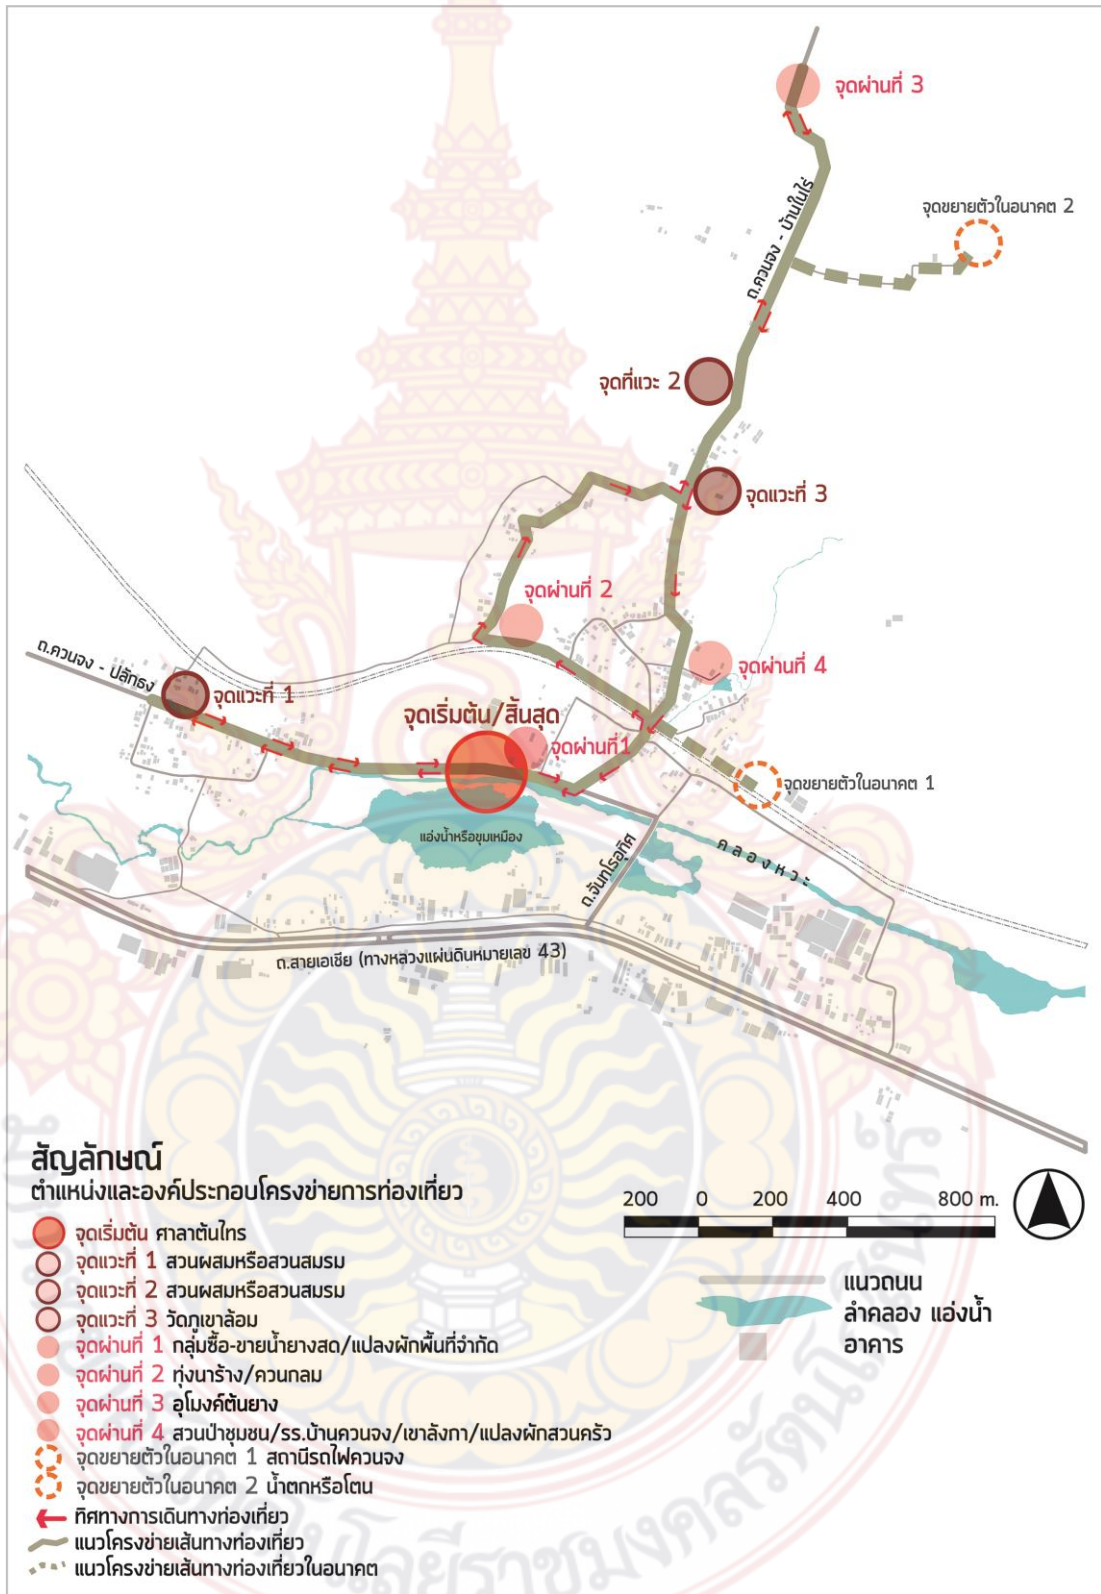 จุดผ่านที่ 3
จุดขยายตัวในอนาคต 2
ถ.ควนจง - บ้านในไร่
จุดที่แวะ 2
จุดแวะที่ 3
จุดผ่านที่ 2
จุดผ่านที่ 4
ถ.ควนจง - ปลักธง
จุดแวะที่ 1
จุดเริ่มต้น/สิ้นสุด
จุดผ่านที่1
จุดขยายตัวในอนาคต 1
แอ่งน้ำหรือขุมเหมือง
คลองหวะ
ถ.จันทโรอุทิศ
ถ.สายเอเชีย (ทางหลวงแผ่นดินหมายเลข 43)
สัญลักษณ์
ตำแหน่งและองค์ประกอบโครงข่ายการท่องเที่ยว
200 0 200 400 800 m.
จุดเริ่มต้น ศาลาต้นไทร
จุดแวะที่ 1 สวนผสมหรือสวนสมรม
จุดแวะที่ 2 สวนผสมหรือสวนสมรม
จุดแวะที่ 3 วัดภูเขาล้อม
จุดผ่านที่ 1 กลุ่มซื้อ-ขายน้ำยางสด/แปลงผักพื้นที่จำกัด
จุดผ่านที่ 2 ทุ่งนาร้าง/ควนกลม
จุดผ่านที่ 3 อุโมงค์ต้นยาง
จุดผ่านที่ 4 สวนป่าชุมชน/รร.บ้านควนจง/เขาลังกา/แปลงผักสวนครัว
จุดขยายตัวในอนาคต 1 สถานีรถไฟควนจง
จุดขยายตัวในอนาคต 2 น้ำตกหรือโตน
ทิศทางการเดินทางท่องเที่ยว
แนวโครงข่ายเส้นทางท่องเที่ยว
แนวโครงข่ายเส้นทางท่องเที่ยวในอนาคต
แนวถนน
ลำคลอง แอ่งน้ำ
อาคาร